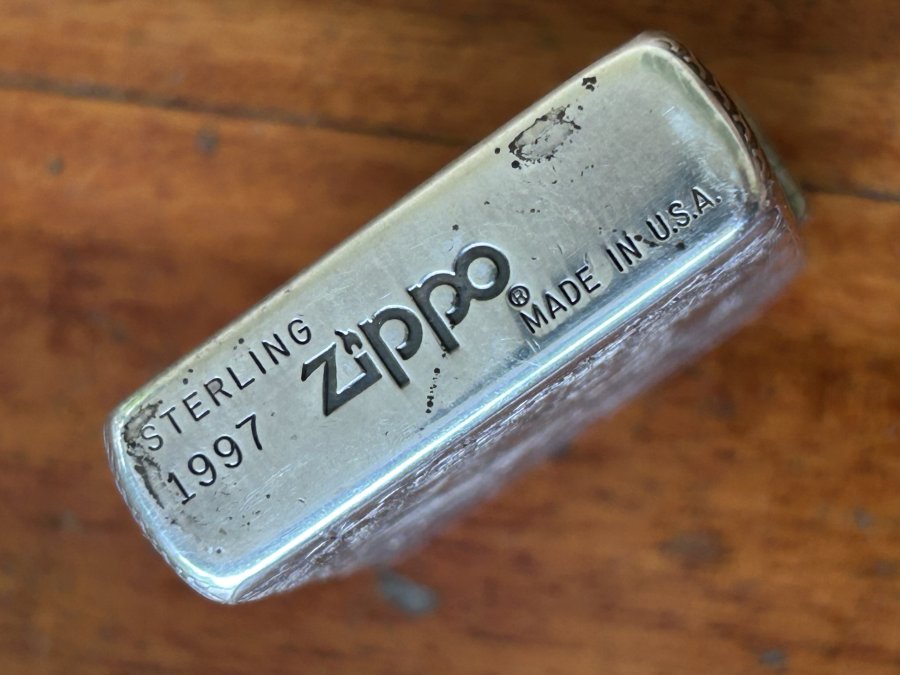 STERLING
1997
Zippo®
MADE IN U.S.A.